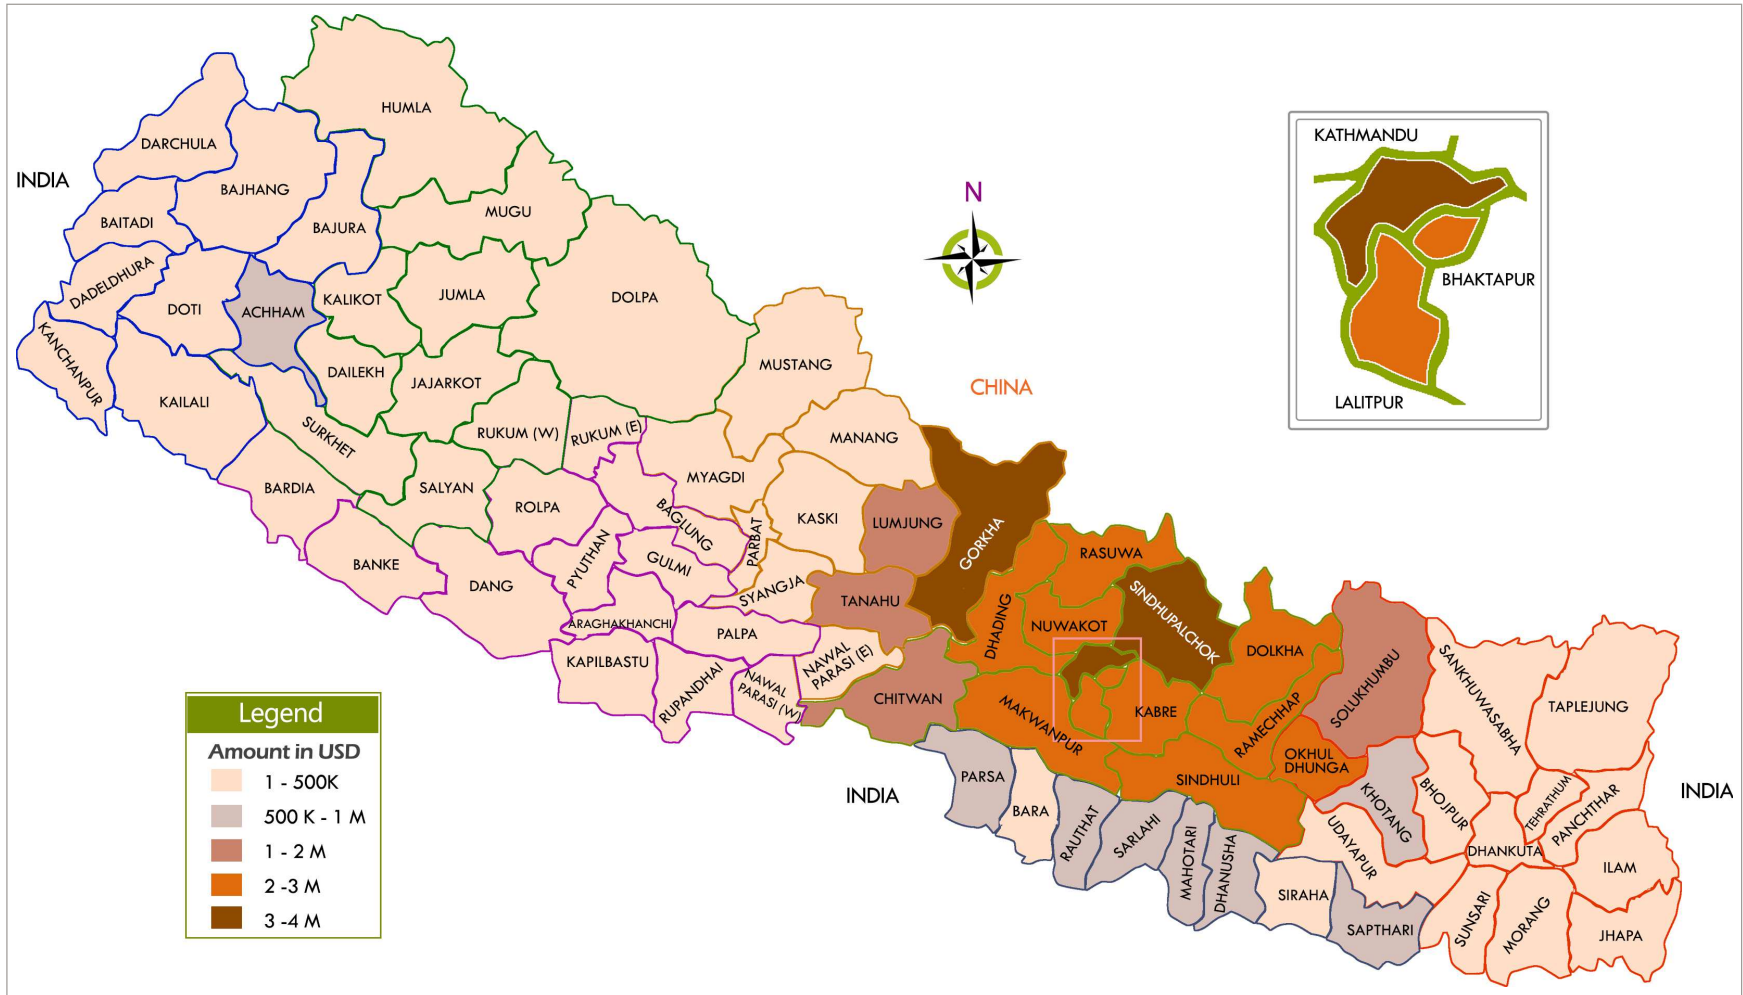 HUMLA
DARCHULA
INDIA
BAJHANG
BAITADI
BAJURA
MUGU
DADELDHURA
DOTI
ACHHAM
KALIKOT
JUMLA
DOLPA
KANCHANPUR
KAILALI
DAILEKH
JAJARKOT
SURKHET
RUKUM (W)
RUKUM (E)
MUSTANG
MANANG
MYAGDI
BARDIA
SALYAN
ROLPA
BAGLUNG
PARBAT
KASKI
LUMJUNG
GORKHA
BANKE
DANG
PYUTHAN
GULMI
SYANGJA
TANAHU
ARAGHAKHANCHI
PALPA
KAPILBASTU
RUPANDHAI
NAWAL
PARASI (W)
NAWAL
PARASI (E)
CHITWAN
N
CHINA
KATHMANDU
BHAKTAPUR
LALITPUR
RASUWA
DHADING
NUWAKOT
SINDHUPALCHOK
DOLKHA
MAKWANPUR
KABRE
RAMECHHAP
SINDHULI
OKHUL
DHUNGA
SOLUKHUMBU
SANKHUWASABHA
TAPLEJUNG
INDIA
PARSA
BARA
RAUTHAT
SARLAHI
MAHOTARI
DHANUSHA
SIRAHA
SAPTHARI
UDAYAPUR
KHOTANG
BHOJPUR
TEHRATHUM
PANCHTHAR
DHANKUTA
ILAM
SUNSARI
MORANG
JHAPA
INDIA
Legend
Amount in USD
1 - 500K
500 K - 1 M
1 - 2 M
2 -3 M
3 -4 M